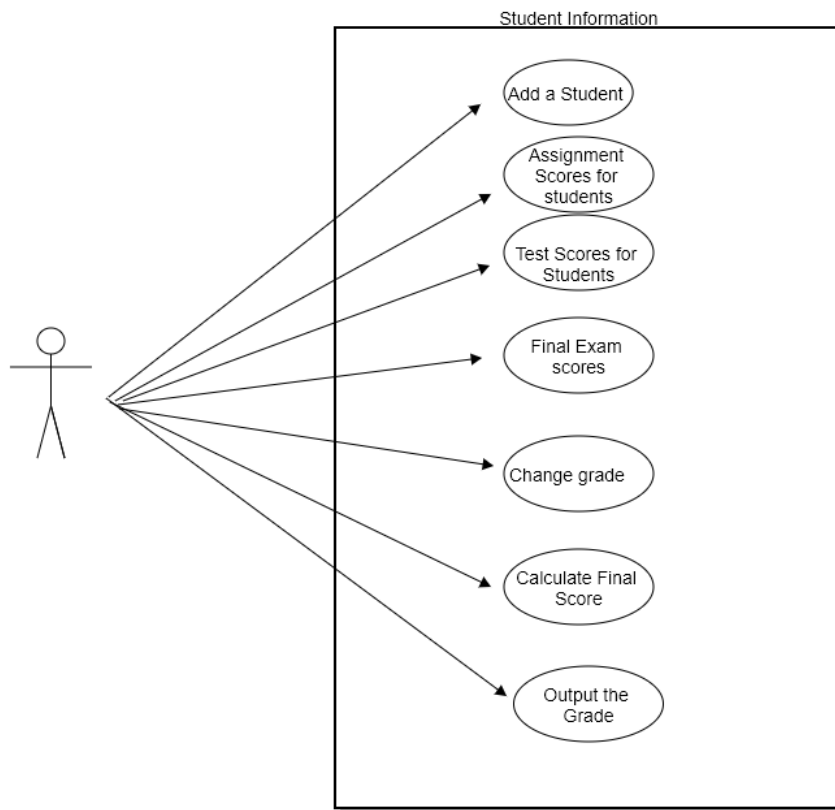 Student Information
Add a Student
Assignment
Scores for
students
Test Scores for
Students
Final Exam
scores
Change grade
Calculate Final
Score
Output the
Grade